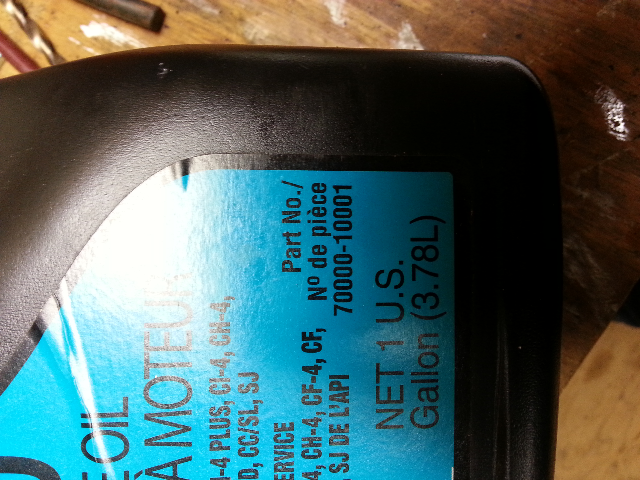 OIL
À MOTEUR
-4 PLUS, CI-4, CH-4,
D, CC/SL, SJ
ERVICE
4, CH-4, CF-4, CF,
SJ DE L'API
Part No./
Nº de pièce
70000-10001
NET 1 U.S.
Gallon (3.78L)